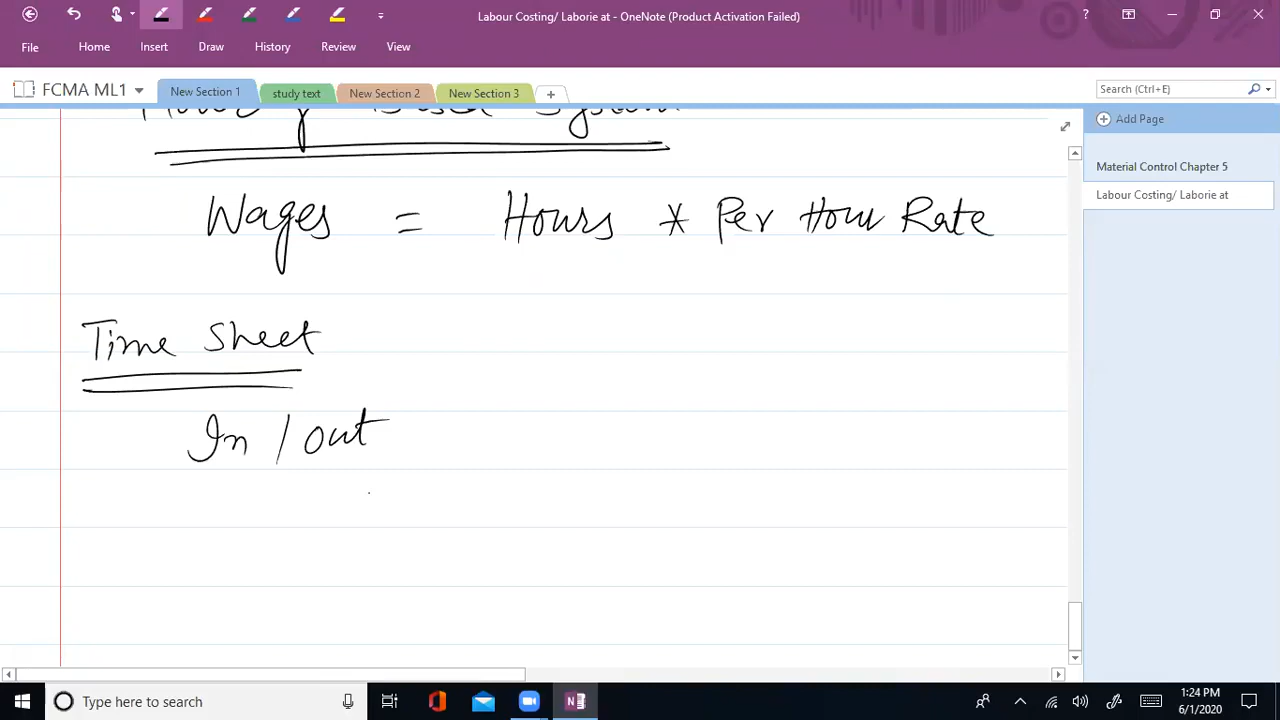 Labour Costing/ Laborie at - OneNote (Product Activation Failed)
?
File Home Insert Draw History Review View
FCMA ML1 New Section 1 study text New Section 2 New Section 3 +
Search (Ctrl+E)
Add Page
Material Control Chapter 5
Labour Costing/ Laborie at
Hourly Based System
Wages = Hours * Per Hour Rate
Time Sheet
In / out
Type here to search
1:24 PM
6/1/2020